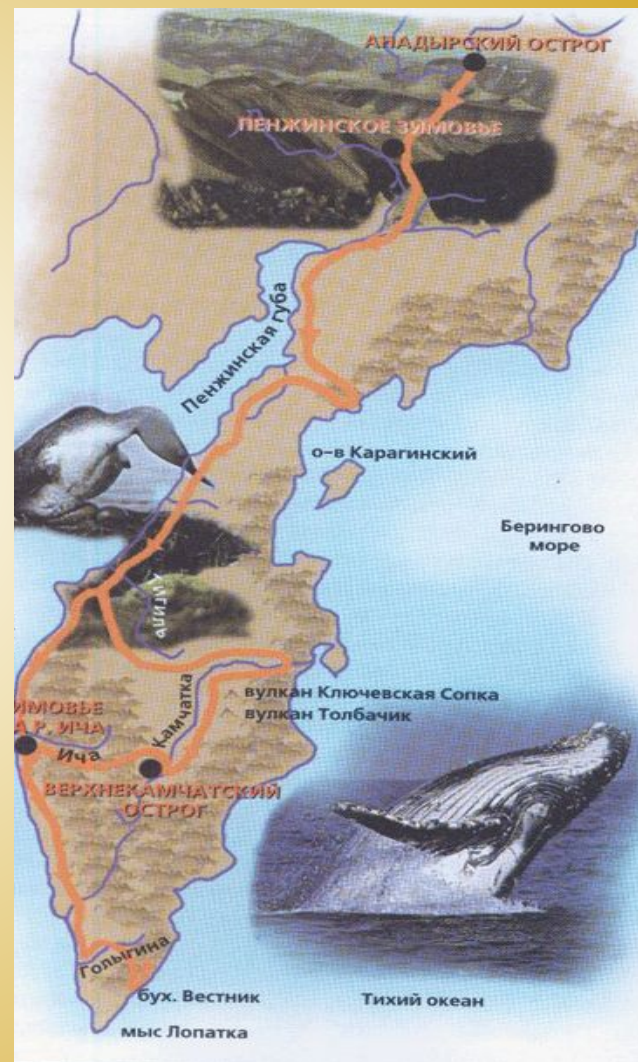 АНАДЫРСКИЙ ОСТРОГ
ПЕНЖИНСКОЕ ЗИМОВЬЕ
Пенжинская губа
о-в Карагинский
Берингово
море
вулкан Ключевская Сопка
вулкан Толбачик
Камчатка
ИМОВЬЕ
А Р. ИЧА
Ича
ВЕРХНЕКАМЧАТСКИЙ
ОСТРОГ
Голыгина
бух. Вестник
Тихий океан
мыс Лопатка